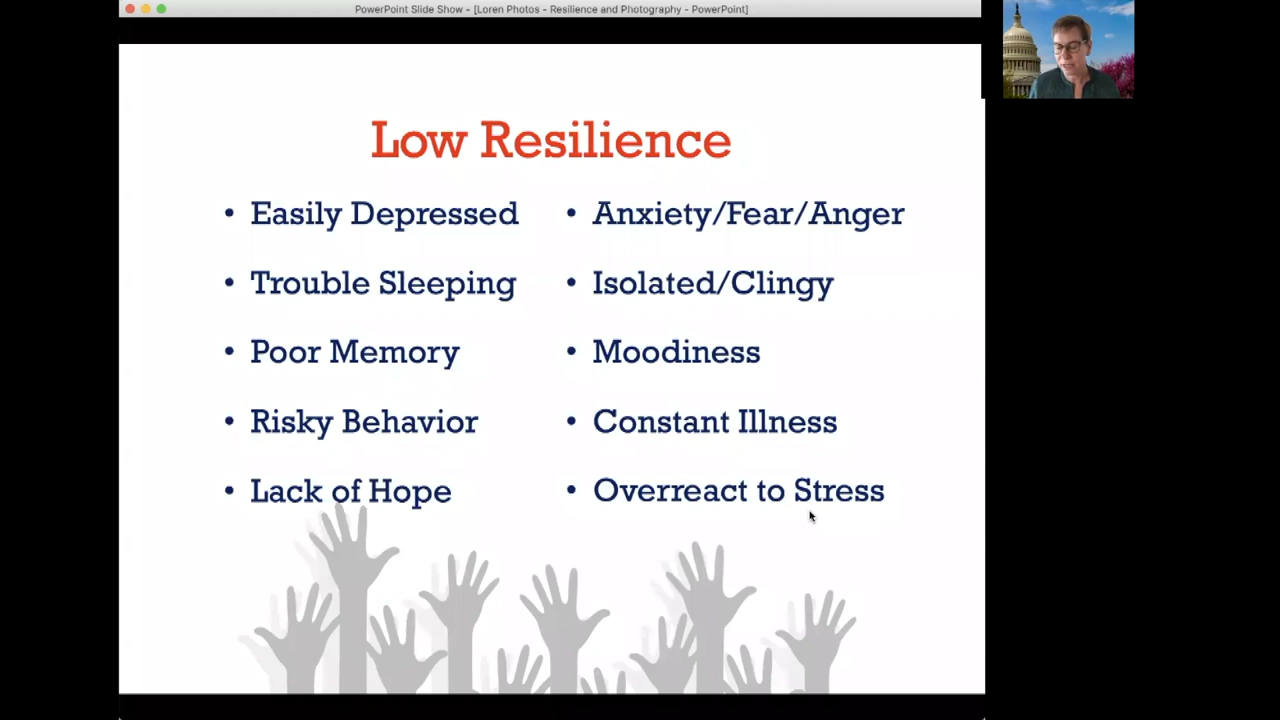 PowerPoint Slide Show - [Loren Photos - Resilience and Photography - PowerPoint]
Low Resilience
• Easily Depressed
• Trouble Sleeping
• Poor Memory
• Risky Behavior
• Lack of Hope
• Anxiety/Fear/Anger
• Isolated/Clingy
• Moodiness
• Constant Illness
• Overreact to Stress